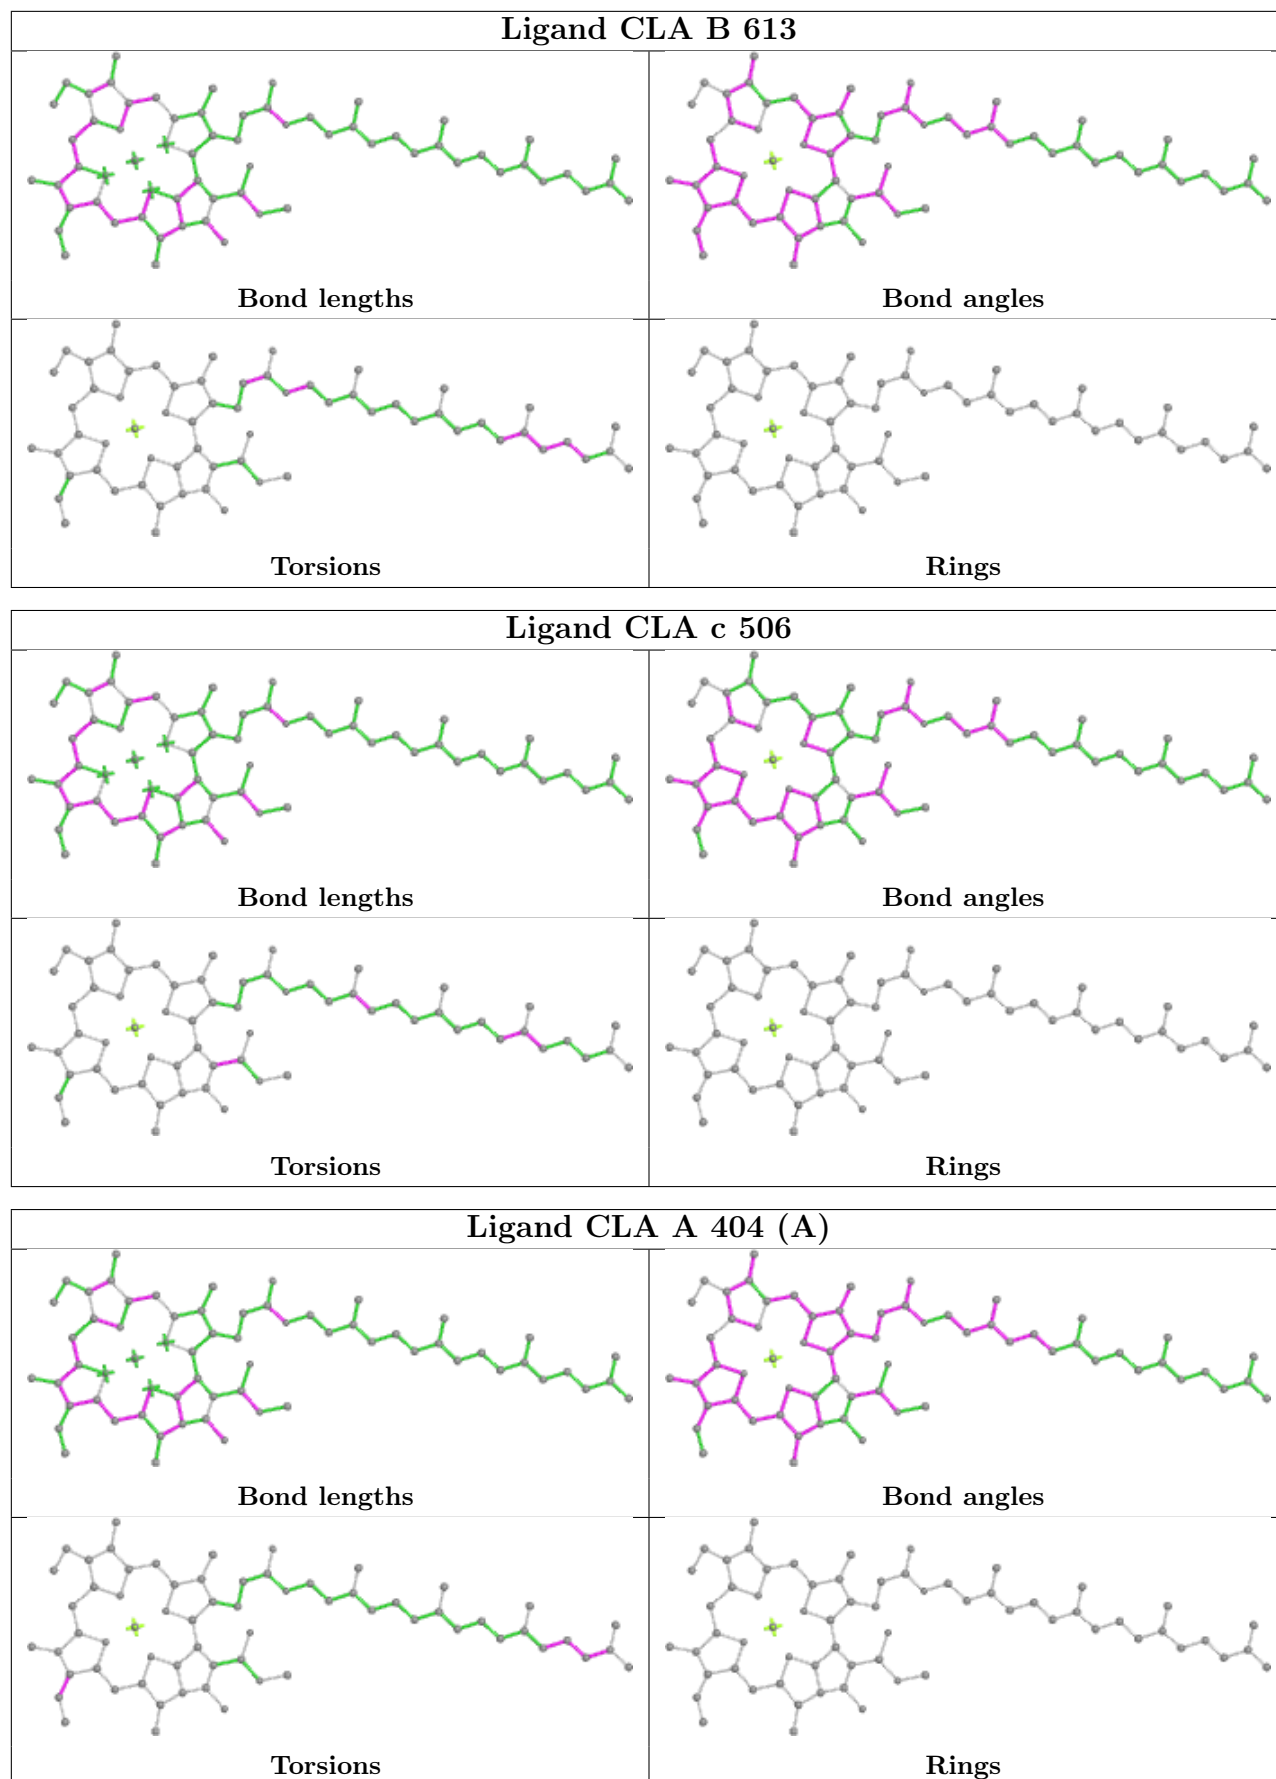 Ligand CLA B 613
Bond lengths
Bond angles
Torsions
Rings
Ligand CLA c 506
Bond lengths
Bond angles
Torsions
Rings
Ligand CLA A 404 (A)
Bond lengths
Bond angles
Torsions
Rings